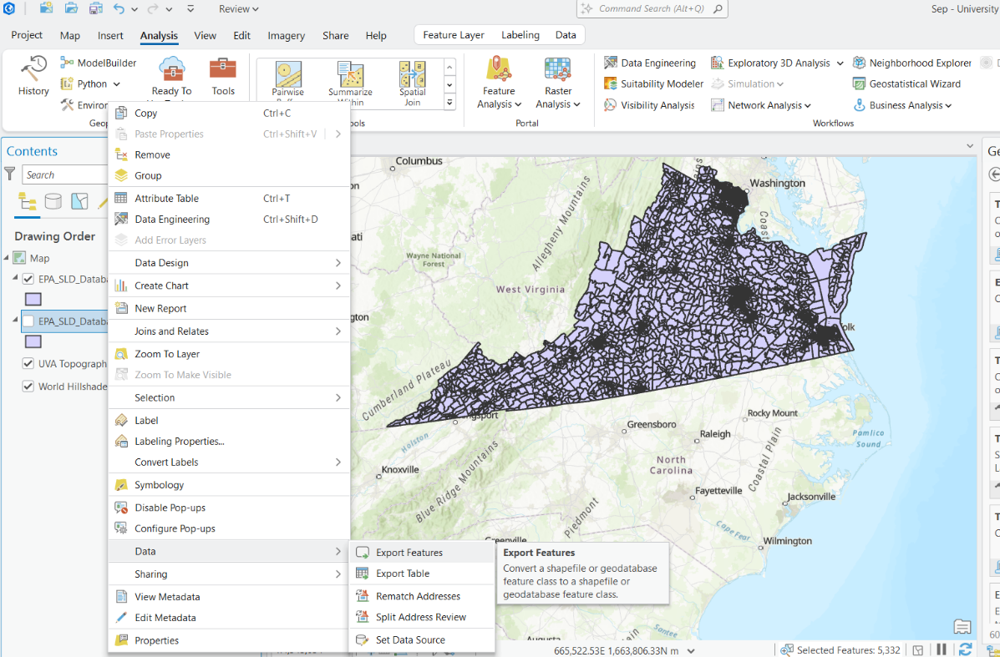 Review
Command Search (Alt+Q)
Sep - University
Project
Map
Insert
Analysis
View
Edit
Imagery
Share
Help
Feature Layer
Labeling
Data
History
ModelBuilder
Python
Ready To
Tools
Pairwise
Summarize
Within
Spatial
Join
Feature
Analysis
Raster
Analysis
Portal
Data Engineering
Suitability Modeler
Visibility Analysis
Exploratory 3D Analysis
Simulation
Network Analysis
Neighborhood Explorer
Geostatistical Wizard
Business Analysis
Workflows
Contents
Search
Drawing Order
Map
EPA_SLD_Databa
EPA_SLD_Databa
UVA Topograph
World Hillshade
Copy Ctrl+C
Paste Properties Ctrl+Shift+V
Remove
Group
Attribute Table Ctrl+T
Data Engineering Ctrl+Shift+D
Add Error Layers
Data Design
Create Chart
New Report
Joins and Relates
Zoom To Layer
Zoom To Make Visible
Selection
Label
Labeling Properties...
Convert Labels
Symbology
Disable Pop-ups
Configure Pop-ups
Data
Sharing
View Metadata
Edit Metadata
Properties
Export Features
Export Table
Rematch Addresses
Split Address Review
Set Data Source
Export Features
Convert a shapefile or geodatabase
feature class to a shapefile or
geodatabase feature class.
Columbus
Washington
Allegheny Mountains
Wayne National
Forest
West Virginia
Cumberland Plateau
Holston
Knoxville
Blue Ridge Mountains
Greensboro
Raleigh
Rocky Mount
North
Carolina
Coastal Plain
Pamlico
Sound
Fayetteville
Jacksonville
Piedmont
Cape Fear
Wilmington
Greenville
Santee
Augusta
665,522.53E 1,663,806.33N m
Selected Features: 5,332